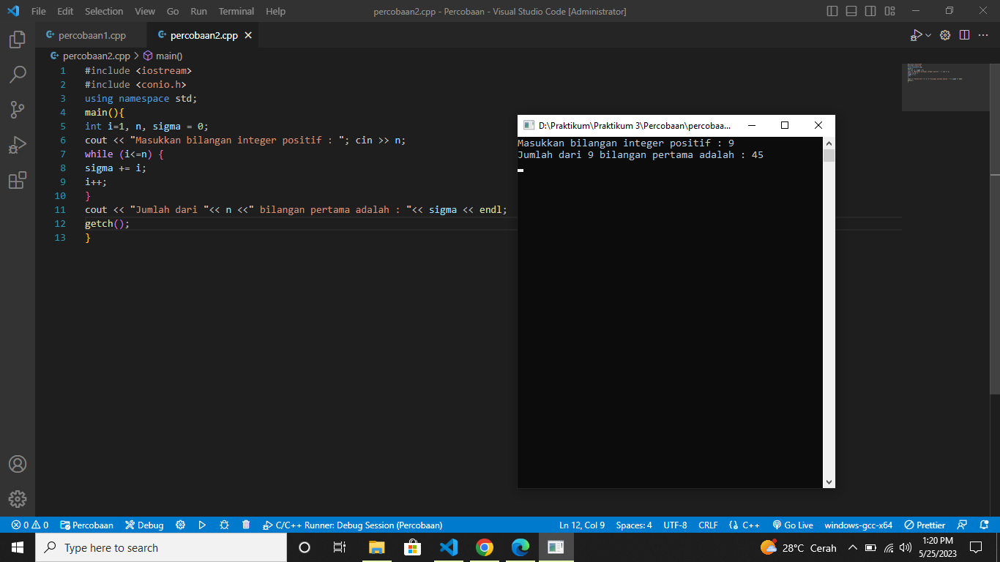 File Edit Selection View Go Run Terminal Help percobaan2.cpp - Percobaan - Visual Studio Code [Administrator]
percobaan1.cpp percobaan2.cpp
percobaan2.cpp > main()
1 #include <iostream>
2 #include <conio.h>
3 using namespace std;
4 main(){
5 int i=1, n, sigma = 0;
6 cout << "Masukkan bilangan integer positif : "; cin >> n;
7 while (i<=n) {
8 sigma += i;
9 i++;
10 }
11 cout << "Jumlah dari "<< n <<" bilangan pertama adalah : "<< sigma << endl;
12 getch();
13 }
D:\Praktikum\Praktikum 3\Percobaan\percobaa...
Masukkan bilangan integer positif : 9
Jumlah dari 9 bilangan pertama adalah : 45
0 0 Percobaan Debug C/C++ Runner: Debug Session (Percobaan) Ln 12, Col 9 Spaces: 4 UTF-8 CRLF {} C++ Go Live windows-gcc-x64 Prettier
Type here to search 28°C Cerah 1:20 PM
5/25/2023